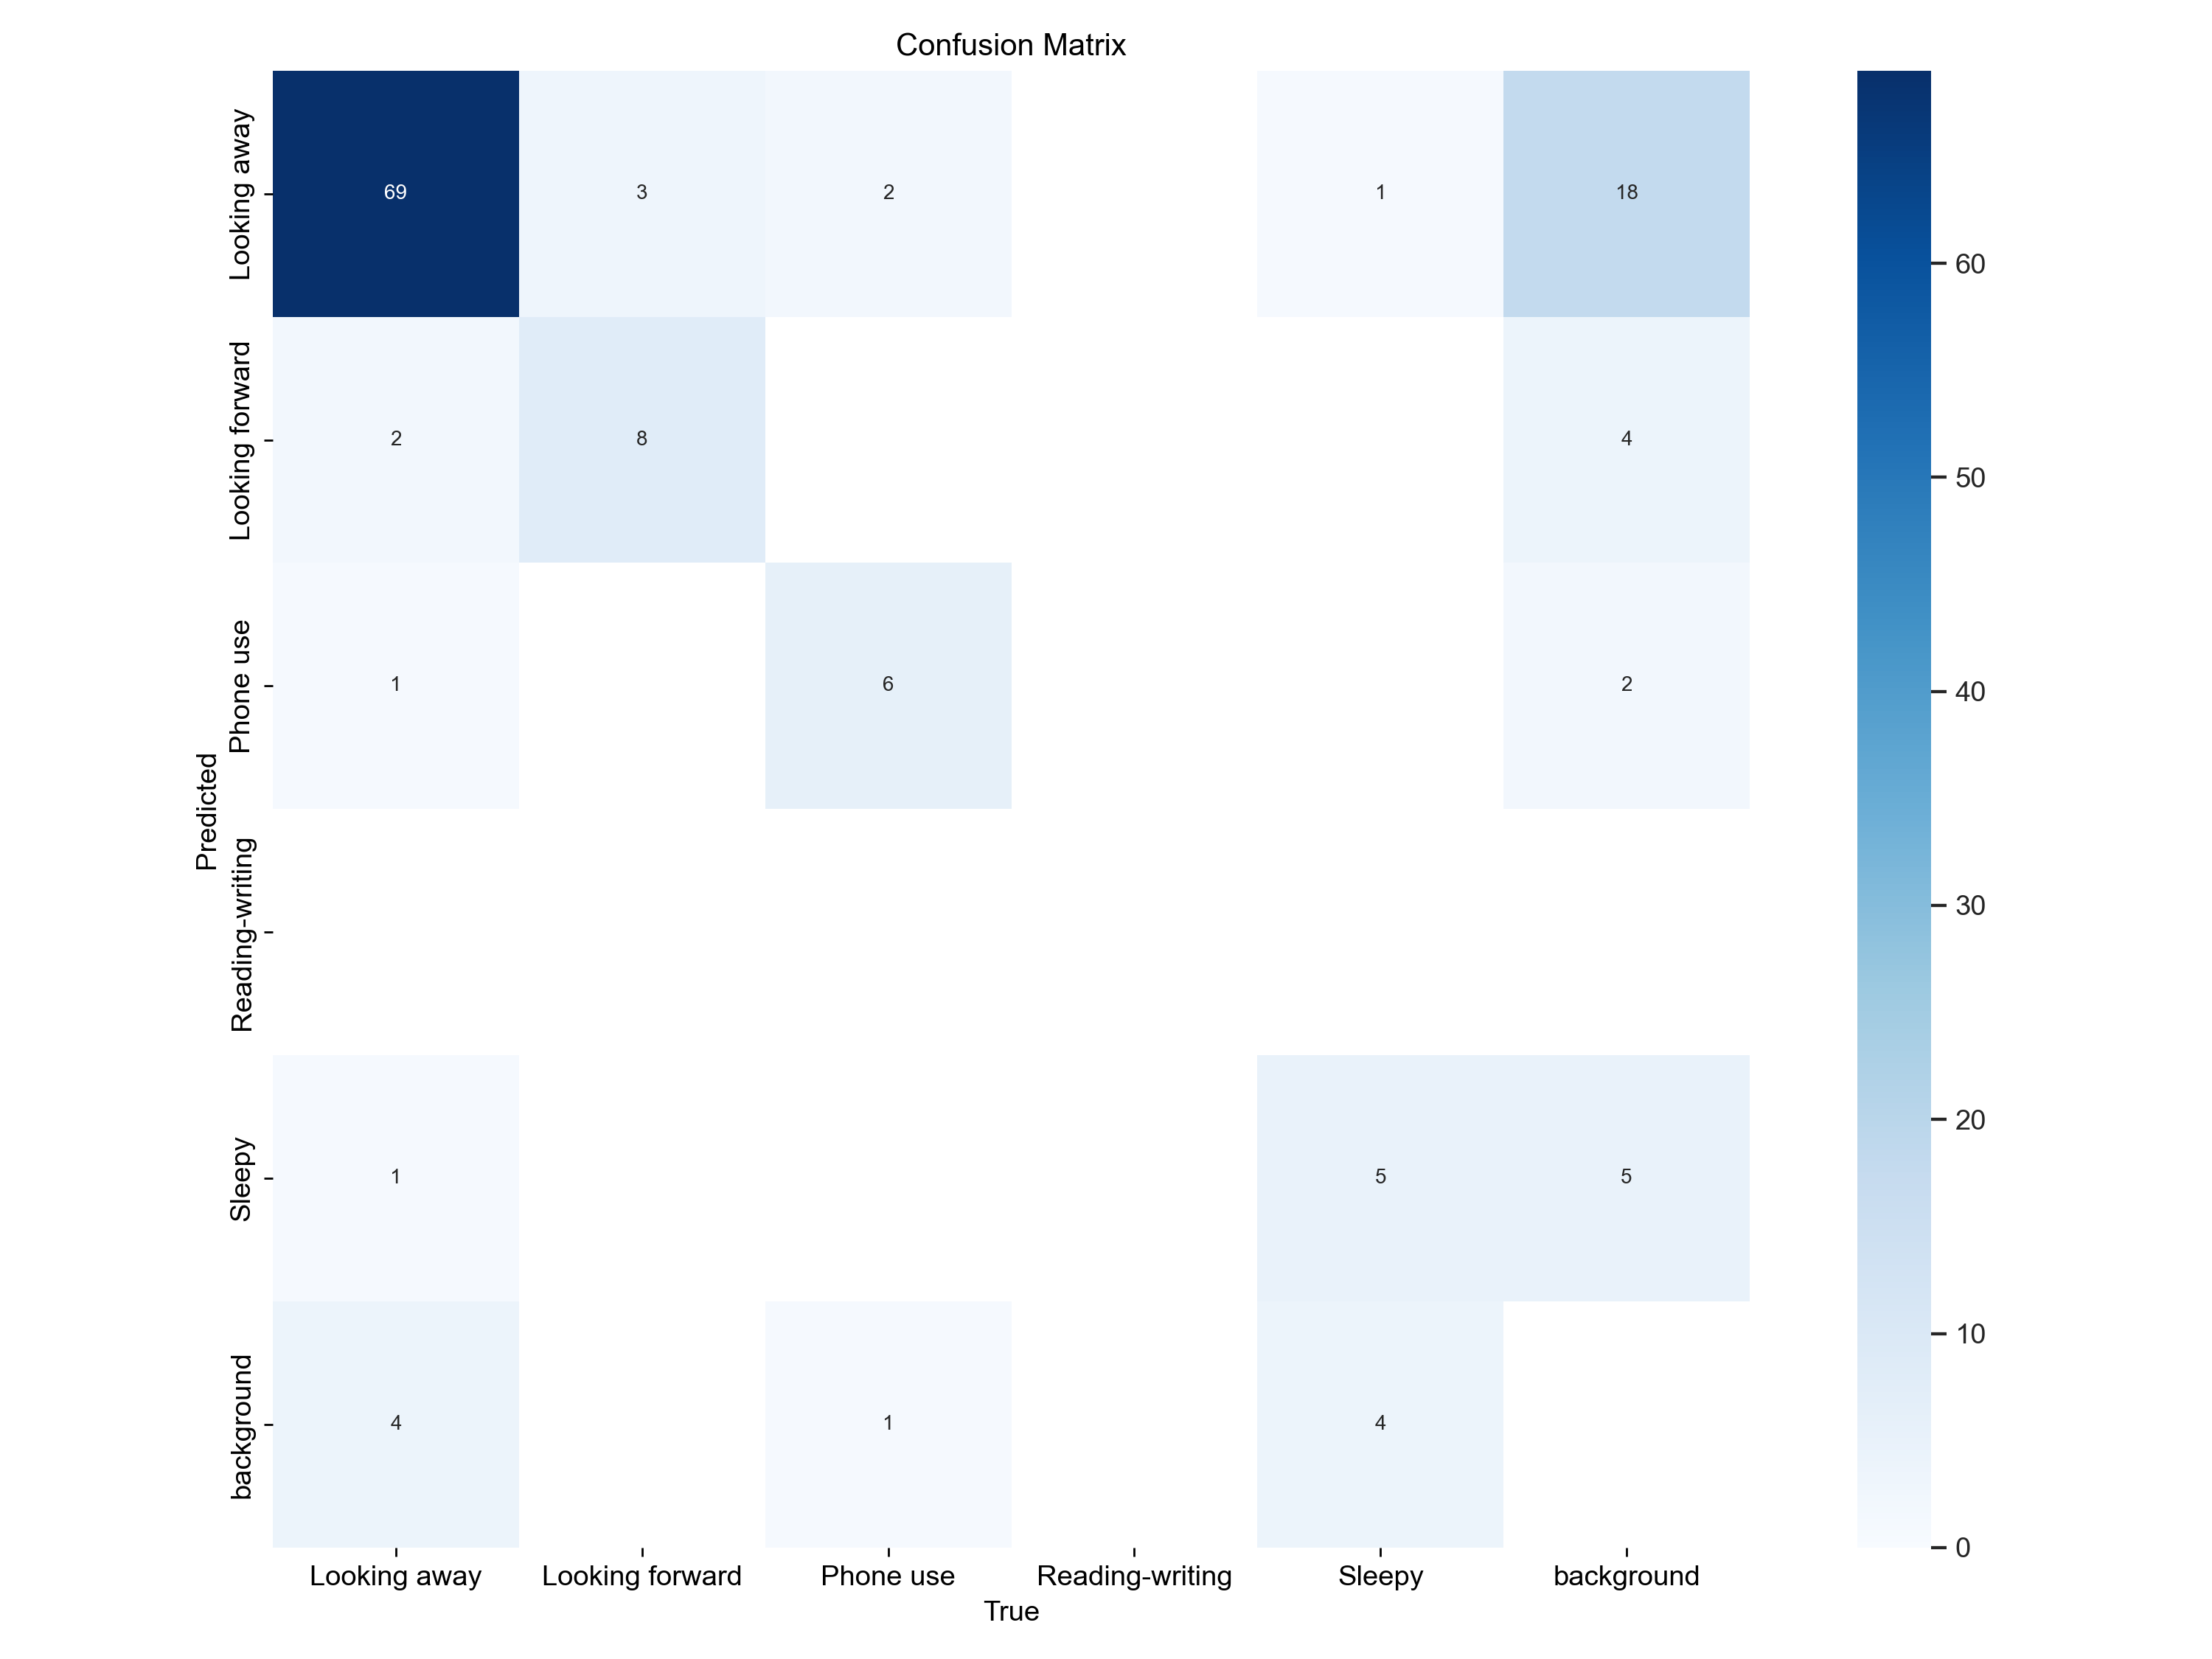 Confusion Matrix
Looking away
69
3
2
1
18
Looking forward
2
8
4
Phone use
1
6
2
Reading-writing
Sleepy
1
5
5
background
4
1
4
Predicted
Looking away
Looking forward
Phone use
Reading-writing
Sleepy
background
True
60
50
40
30
20
10
0